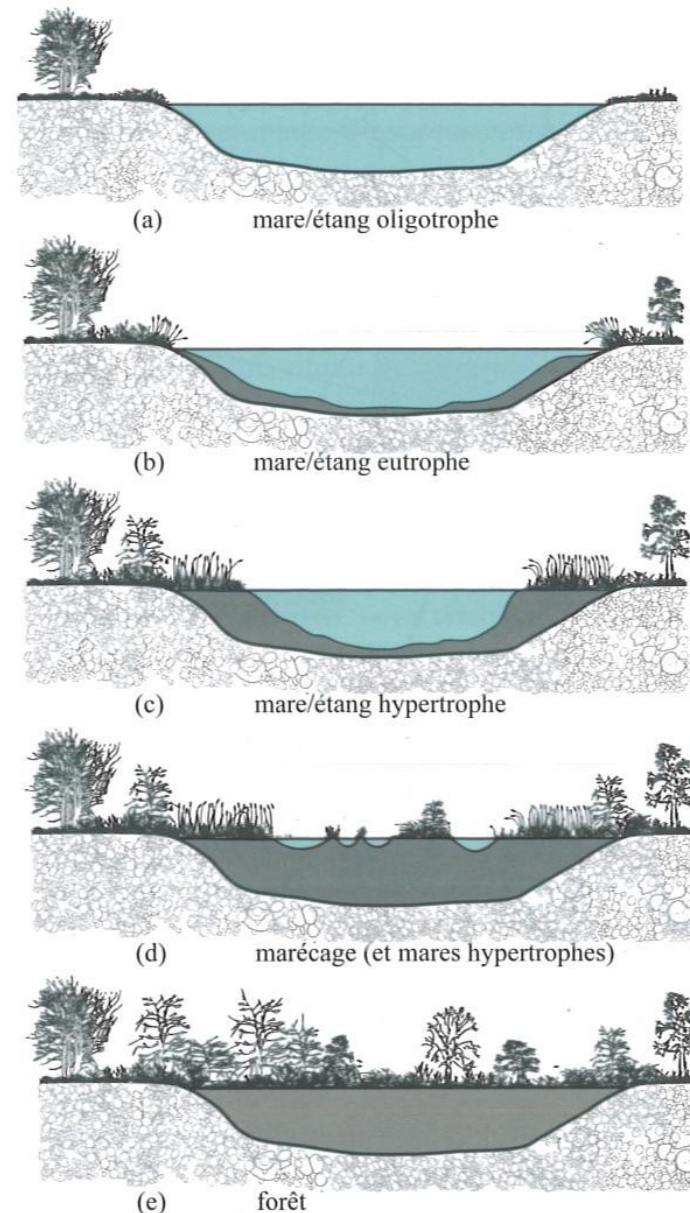 (a) mare/étang oligotrophe
(b) mare/étang eutrophe
(c) mare/étang hypertrophe
(d) marécage (et mares hypertrophes)
(e) forêt